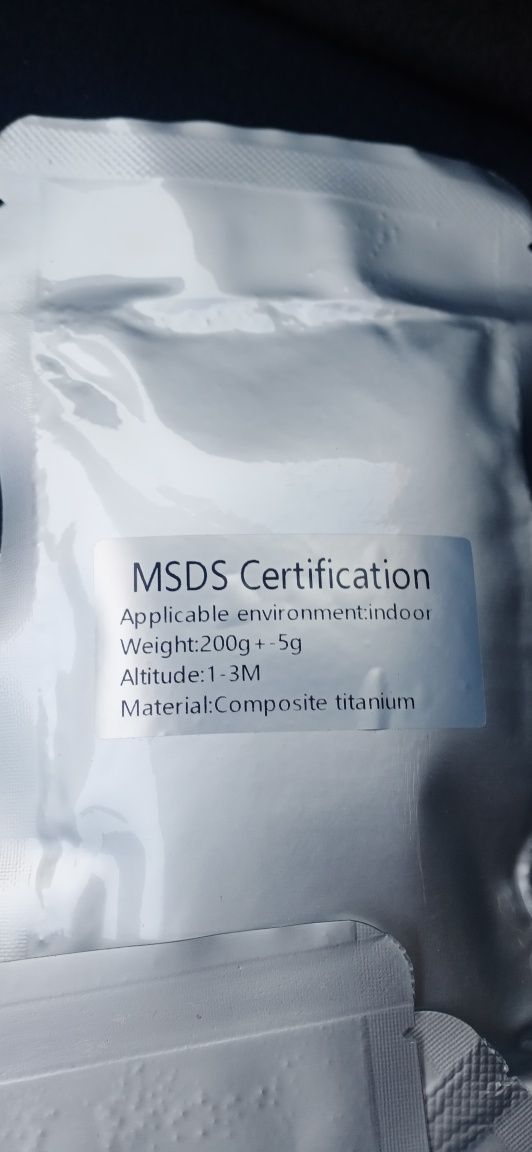 MSDS Certification
Applicable environment:indoor
Weight:200g+-5g
Altitude:1-3M
Material:Composite titanium